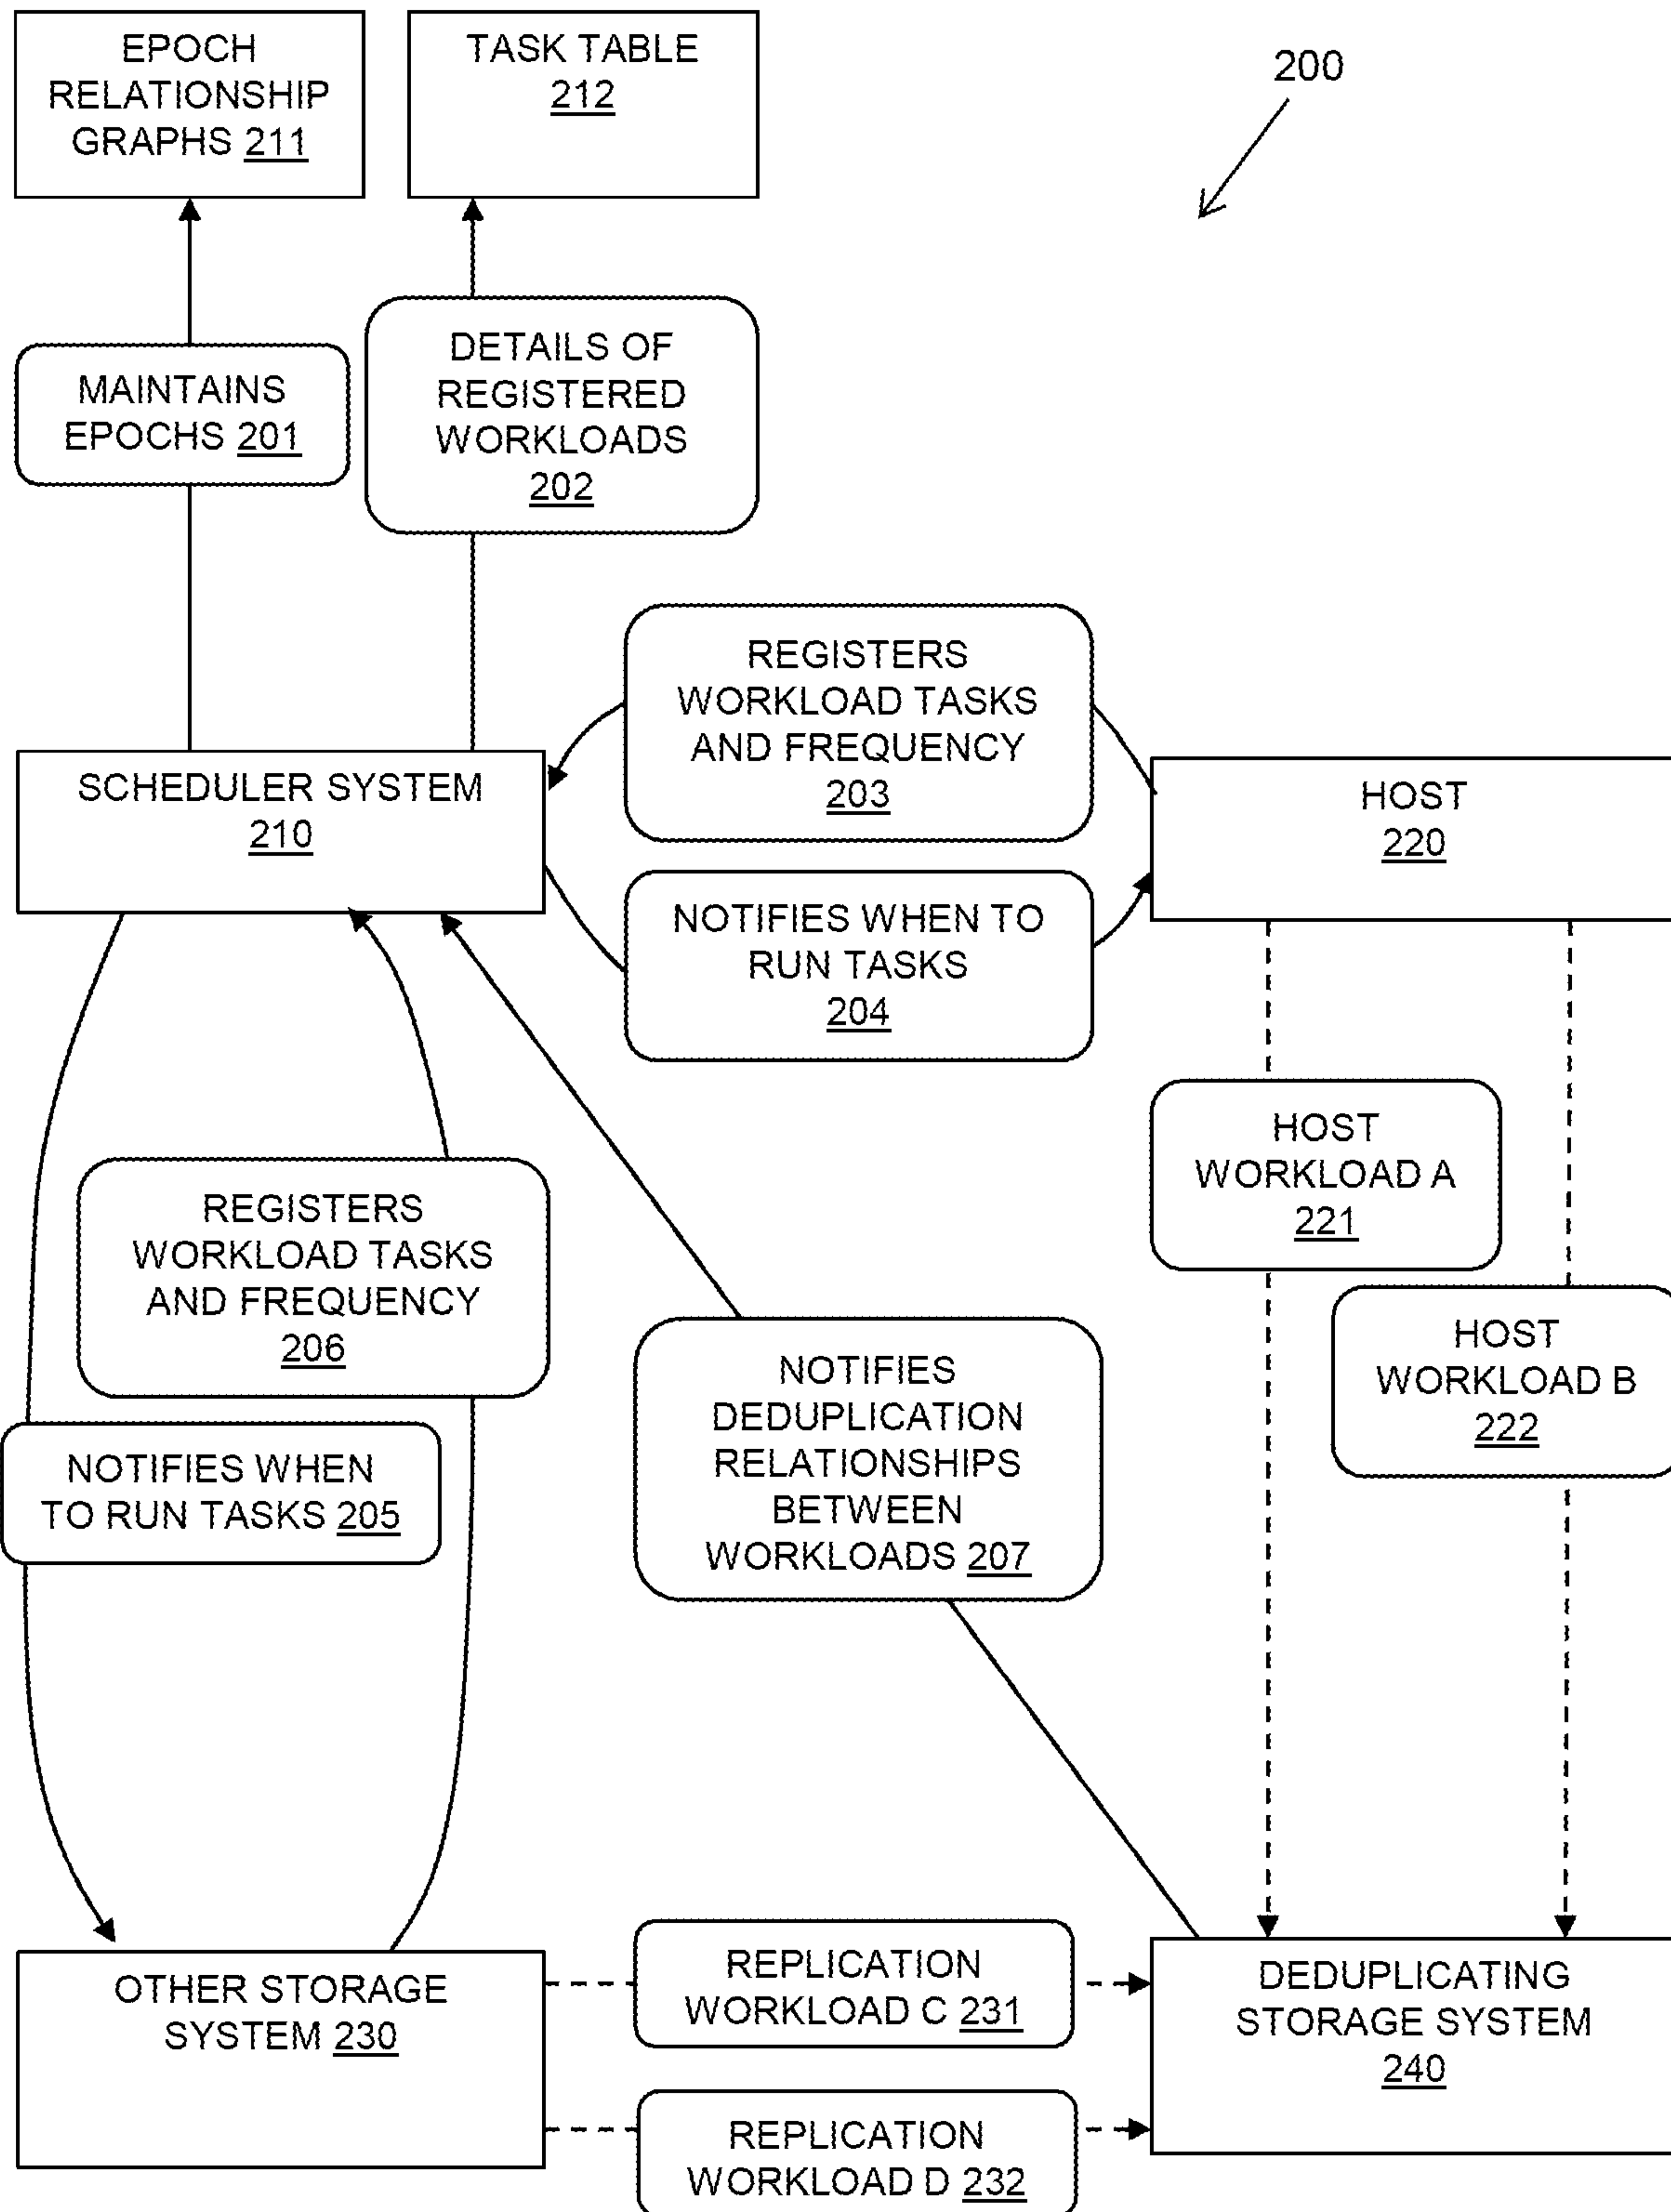 EPOCH
RELATIONSHIP
GRAPHS 211
TASK TABLE
212
200
MAINTAINS
EPOCHS 201
DETAILS OF
REGISTERED
WORKLOADS
202
REGISTERS
WORKLOAD TASKS
AND FREQUENCY
203
SCHEDULER SYSTEM
210
HOST
220
NOTIFIES WHEN TO
RUN TASKS
204
HOST
WORKLOAD A
221
REGISTERS
WORKLOAD TASKS
AND FREQUENCY
206
HOST
WORKLOAD B
222
NOTIFIES
DEDUPLICATION
RELATIONSHIPS
BETWEEN
WORKLOADS 207
NOTIFIES WHEN
TO RUN TASKS 205
OTHER STORAGE
SYSTEM 230
REPLICATION
WORKLOAD C 231
DEDUPLICATING
STORAGE SYSTEM
240
REPLICATION
WORKLOAD D 232